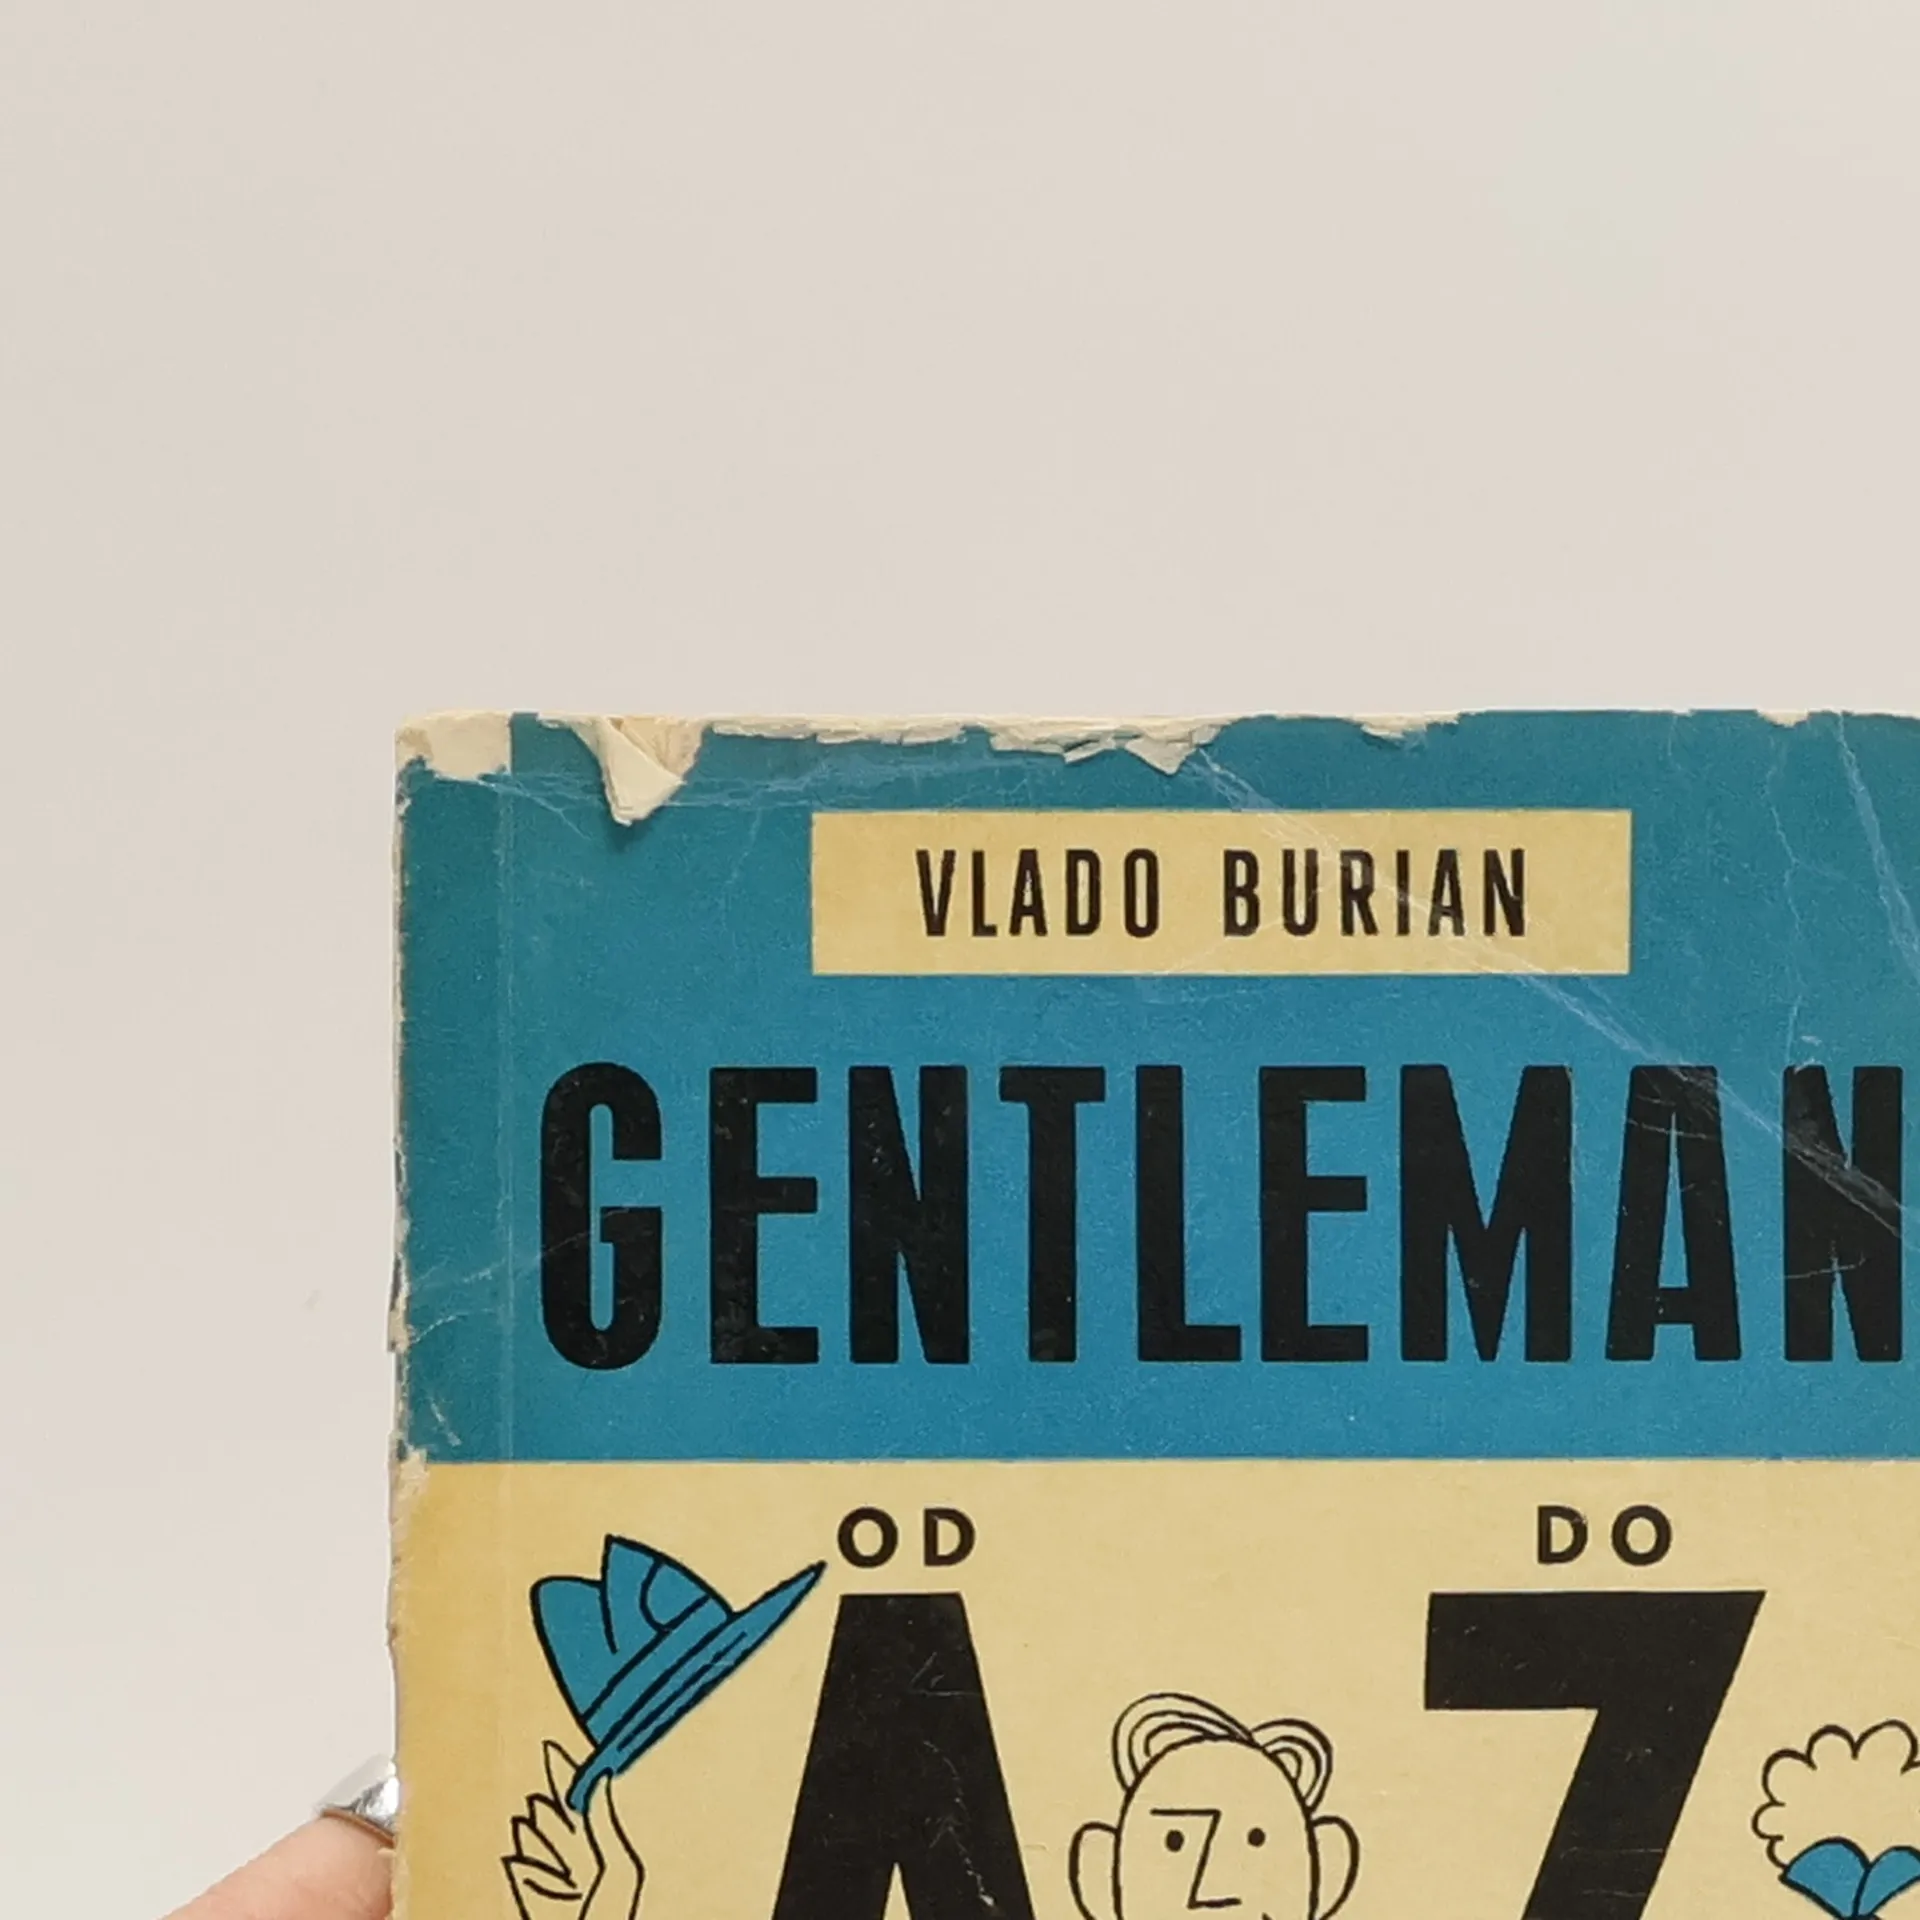 VLADO BURIAN
GENTLEMAN
OD DO
A Z